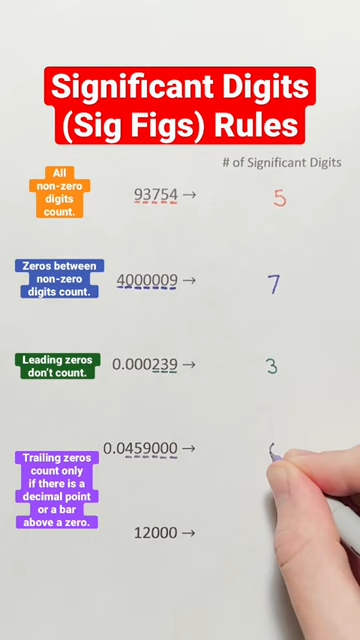 Significant Digits
(Sig Figs) Rules
# of Significant Digits
All
non-zero
digits
count.
93754 → 5
Zeros between
non-zero
digits count.
4000009 → 7
Leading zeros
don't count.
0.000239 → 3
0.0459000 →
Trailing zeros
count only
if there is a
decimal point
or a bar
above a zero.
12000 →